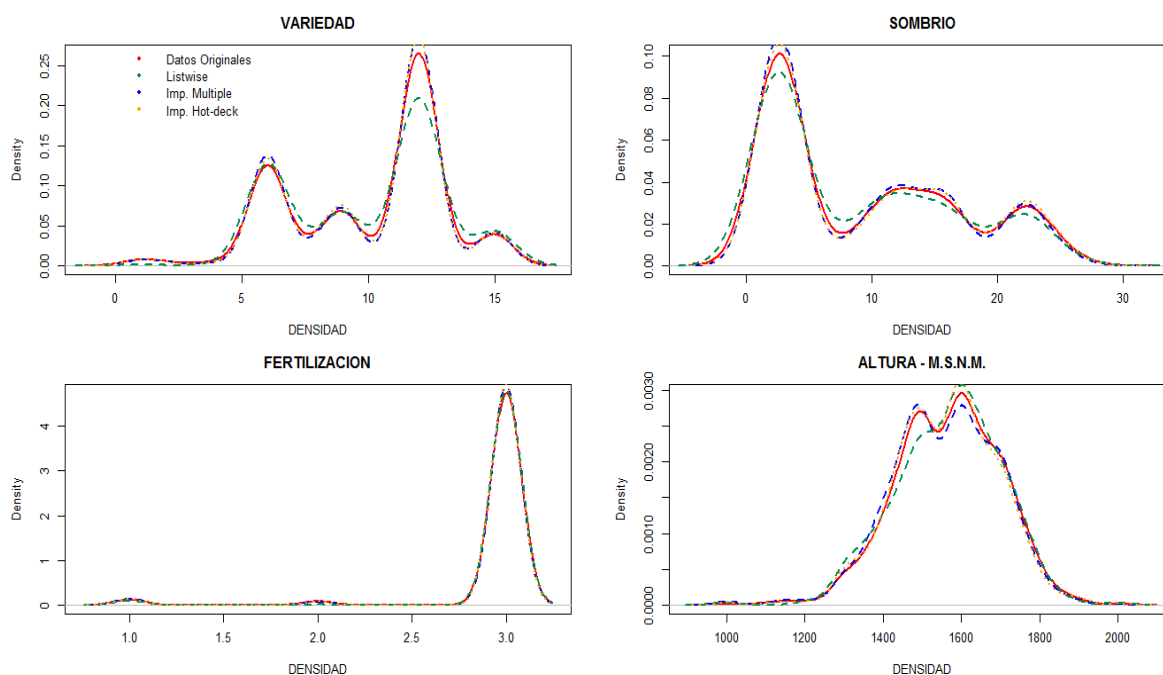 VARIEDAD
Density
0.00 0.05 0.10 0.15 0.20 0.25
Datos Originales
Listwise
Imp. Multiple
Imp. Hot-deck
0 5 10 15
DENSIDAD
SOMBRIO
Density
0.00 0.02 0.04 0.06 0.08 0.10
0 10 20 30
DENSIDAD
FERTILIZACION
Density
0 1 2 3 4
1.0 1.5 2.0 2.5 3.0
DENSIDAD
ALTURA - M.S.N.M.
Density
0.0000 0.0010 0.0020 0.0030
1000 1200 1400 1600 1800 2000
DENSIDAD